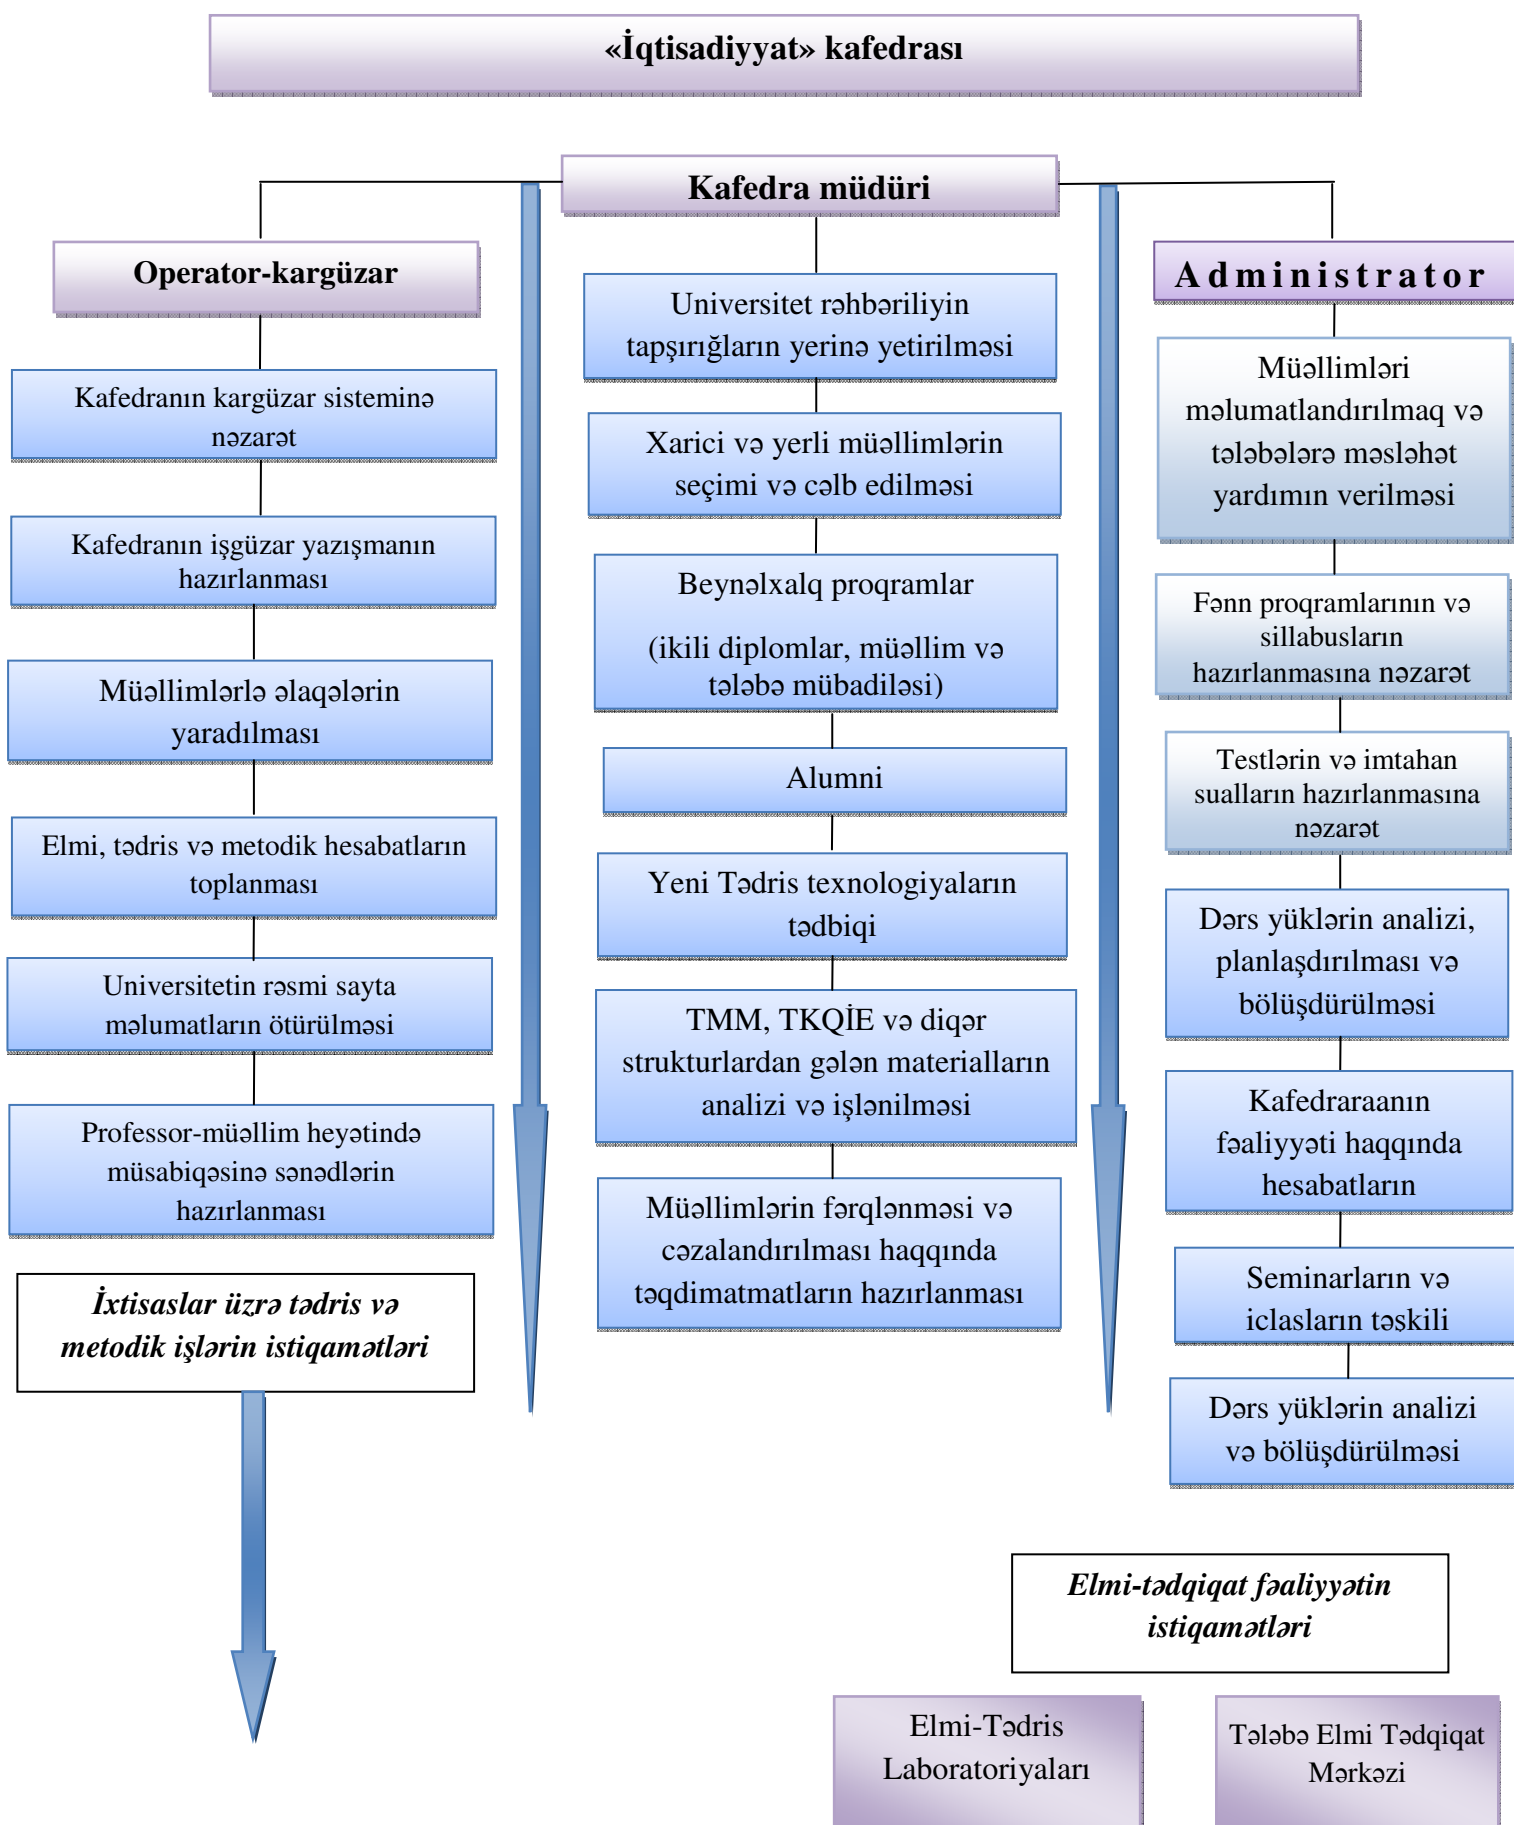 «İqtisadiyyat» kafedrası
Kafedra müdüri
Operator-kargüzar
Kafedranın kargüzar sisteminə
nəzarət
Kafedranın işgüzar yazışmanın
hazırlanması
Müəllimlərlə əlaqələrin
yaradılması
Elmi, tədris və metodik hesabatların
toplanması
Universitetin rəsmi sayta
məlumatların ötürülməsi
Professor-müəllim heyətində
müsabiqəsinə sənədlərin
hazırlanması
İxtisaslar üzrə tədris və
metodik işlərin istiqamətləri
Universitet rəhbəriliyin
tapşırığların yerinə yetirilməsi
Xarici və yerli müəllimlərin
seçimi və cəlb edilməsi
Beynəlxalq proqramlar
(ikili diplomlar, müəllim və
tələbə mübadiləsi)
Alumni
Yeni Tədris texnologiyaların
tədbiqi
TMM, TKQİE və diqər
strukturlardan gələn materialların
analizi və işlənilməsi
Müəllimlərin fərqlənməsi və
cəzalandırılması haqqında
təqdimatmatların hazırlanması
Administrator
Müəllimləri
məlumatlandırılmaq və
tələbələrə məsləhət
yardımın verilməsi
Fənn proqramlarının və
sillabusların
hazırlanmasına nəzarət
Testlərin və imtahan
sualların hazırlanmasına
nəzarət
Dərs yüklərin analizi,
planlaşdırılması və
bölüşdürülməsi
Kafedraraanın
fəaliyyəti haqqında
hesabatların
Seminarların və
iclasların təşkili
Dərs yüklərin analizi
və bölüşdürülməsi
Elmi-tədqiqat fəaliyyətin
istiqamətləri
Elmi-Tədris
Laboratoriyaları
Tələbə Elmi Tədqiqat
Mərkəzi